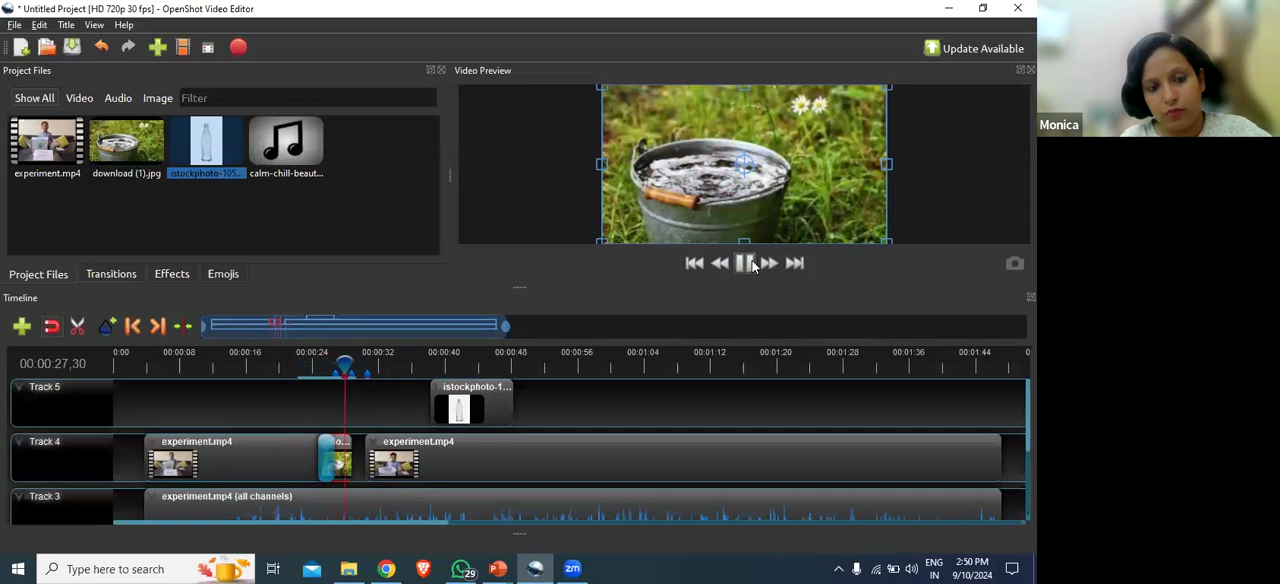 * Untitled Project [HD 720p 30 fps] - OpenShot Video Editor
File Edit Title View Help
Update Available
Project Files
Video Preview
Show All Video Audio Image Filter
experiment.mp4 download (1).jpg istockphoto-105... calm-chill-beaut...
Monica
Project Files Transitions Effects Emojis
Timeline
00:00:27,30
0:00 00:00:08 00:00:16 00:00:24 00:00:32 00:00:40 00:00:48 00:00:56 00:01:04 00:01:12 00:01:20 00:01:28 00:01:36 00:01:44
Track 5
istockphoto-1...
Track 4
experiment.mp4
experiment.mp4
Track 3
experiment.mp4 (all channels)
Type here to search
29
zm
ENG
IN
2:50 PM
9/10/2024